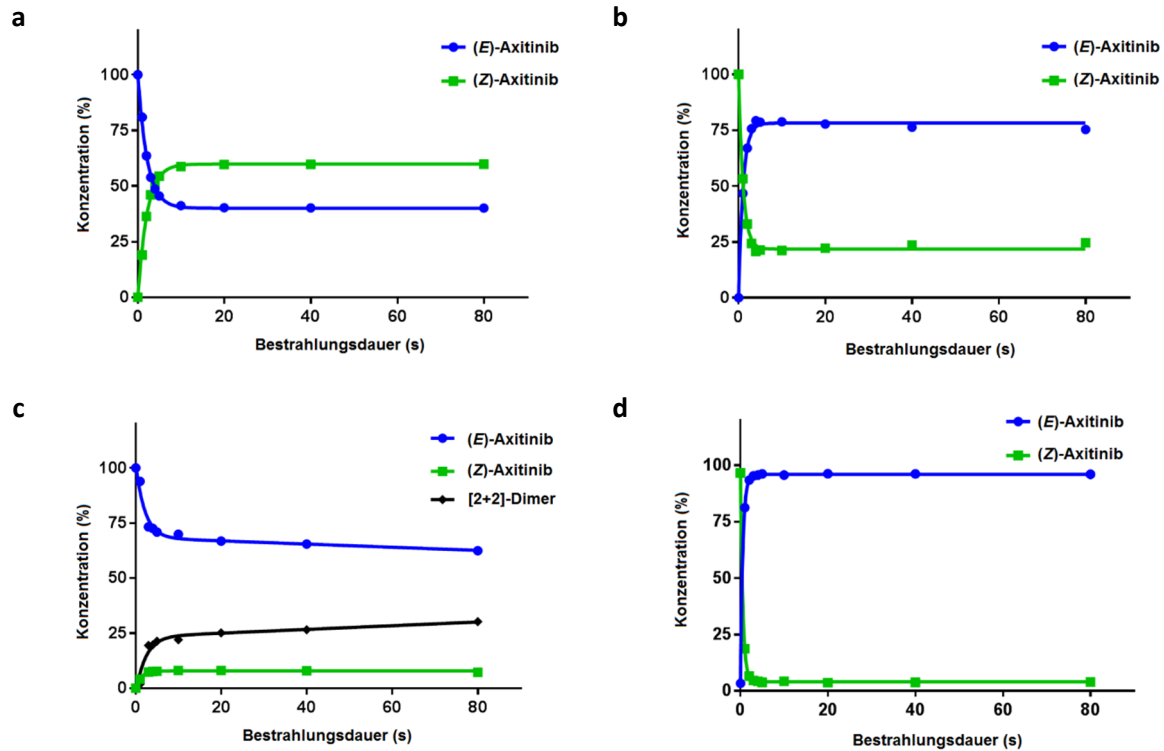 a
(E)-Axitinib
(Z)-Axitinib
Konzentration (%)
100
75
50
25
0
0 20 40 60 80
Bestrahlungsdauer (s)
b
(E)-Axitinib
(Z)-Axitinib
Konzentration (%)
100
75
50
25
0
0 20 40 60 80
Bestrahlungsdauer (s)
c
(E)-Axitinib
(Z)-Axitinib
[2+2]-Dimer
Konzentration (%)
100
75
50
25
0
0 20 40 60 80
Bestrahlungsdauer (s)
d
(E)-Axitinib
(Z)-Axitinib
Konzentration (%)
100
75
50
25
0
0 20 40 60 80
Bestrahlungsdauer (s)